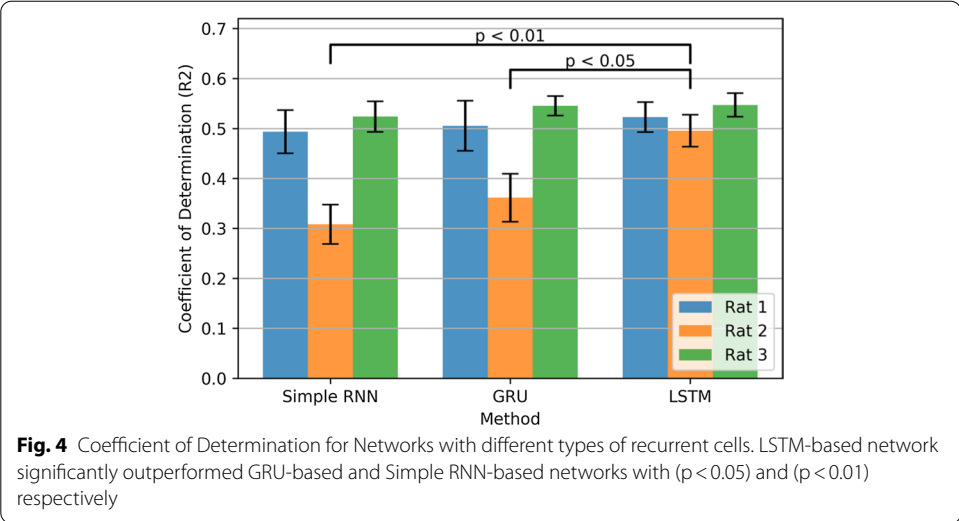 0.7
0.6
0.5
0.4
0.3
0.2
0.1
0.0
Coefficient of Determination (R2)
p < 0.01
p < 0.05
Rat 1
Rat 2
Rat 3
Simple RNN GRU LSTM
Method
Fig. 4 Coefficient of Determination for Networks with different types of recurrent cells. LSTM-based network
significantly outperformed GRU-based and Simple RNN-based networks with (p < 0.05) and (p < 0.01)
respectively